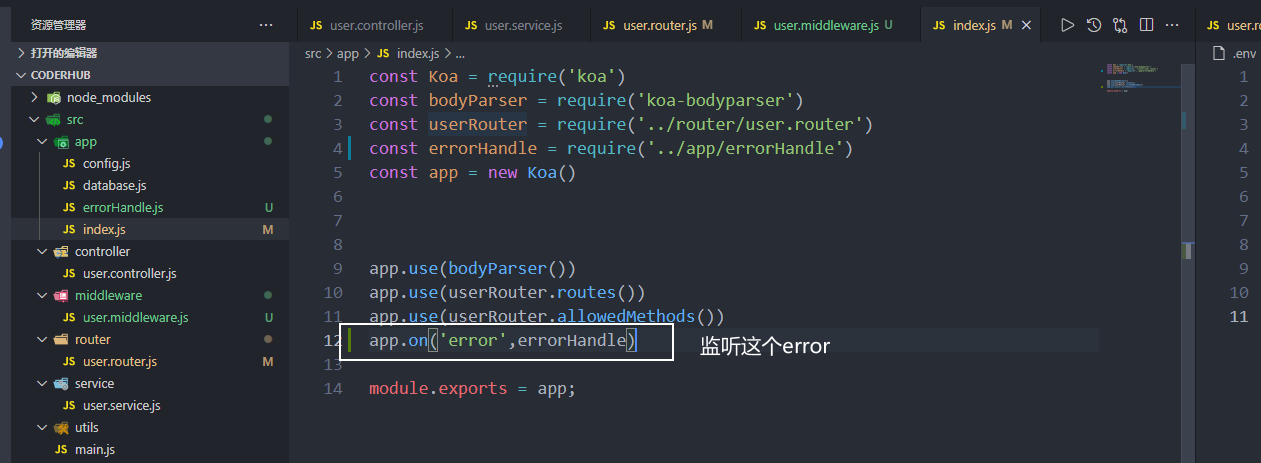 资源管理器 ···
打开的编辑器
CODERHUB
node_modules
src
app
JS config.js
JS database.js
JS errorHandle.js U
JS index.js M
controller
JS user.controller.js
middleware
JS user.middleware.js U
router
JS user.router.js M
service
JS user.service.js
utils
JS main.js
JS user.controller.js JS user.service.js JS user.router.js M JS user.middleware.js U JS index.js M ···
src > app > JS index.js > ...
1 const Koa = require('koa')
2 const bodyParser = require('koa-bodyparser')
3 const userRouter = require('../router/user.router')
4 const errorHandle = require('../app/errorHandle')
5 const app = new Koa()
6
7
8
9 app.use(bodyParser())
10 app.use(userRouter.routes())
11 app.use(userRouter.allowedMethods())
12 app.on('error',errorHandle)
监听这个error
13
14 module.exports = app;
JS user.ro
.env
1
2
3
4
5
6
7
8
9
10
11